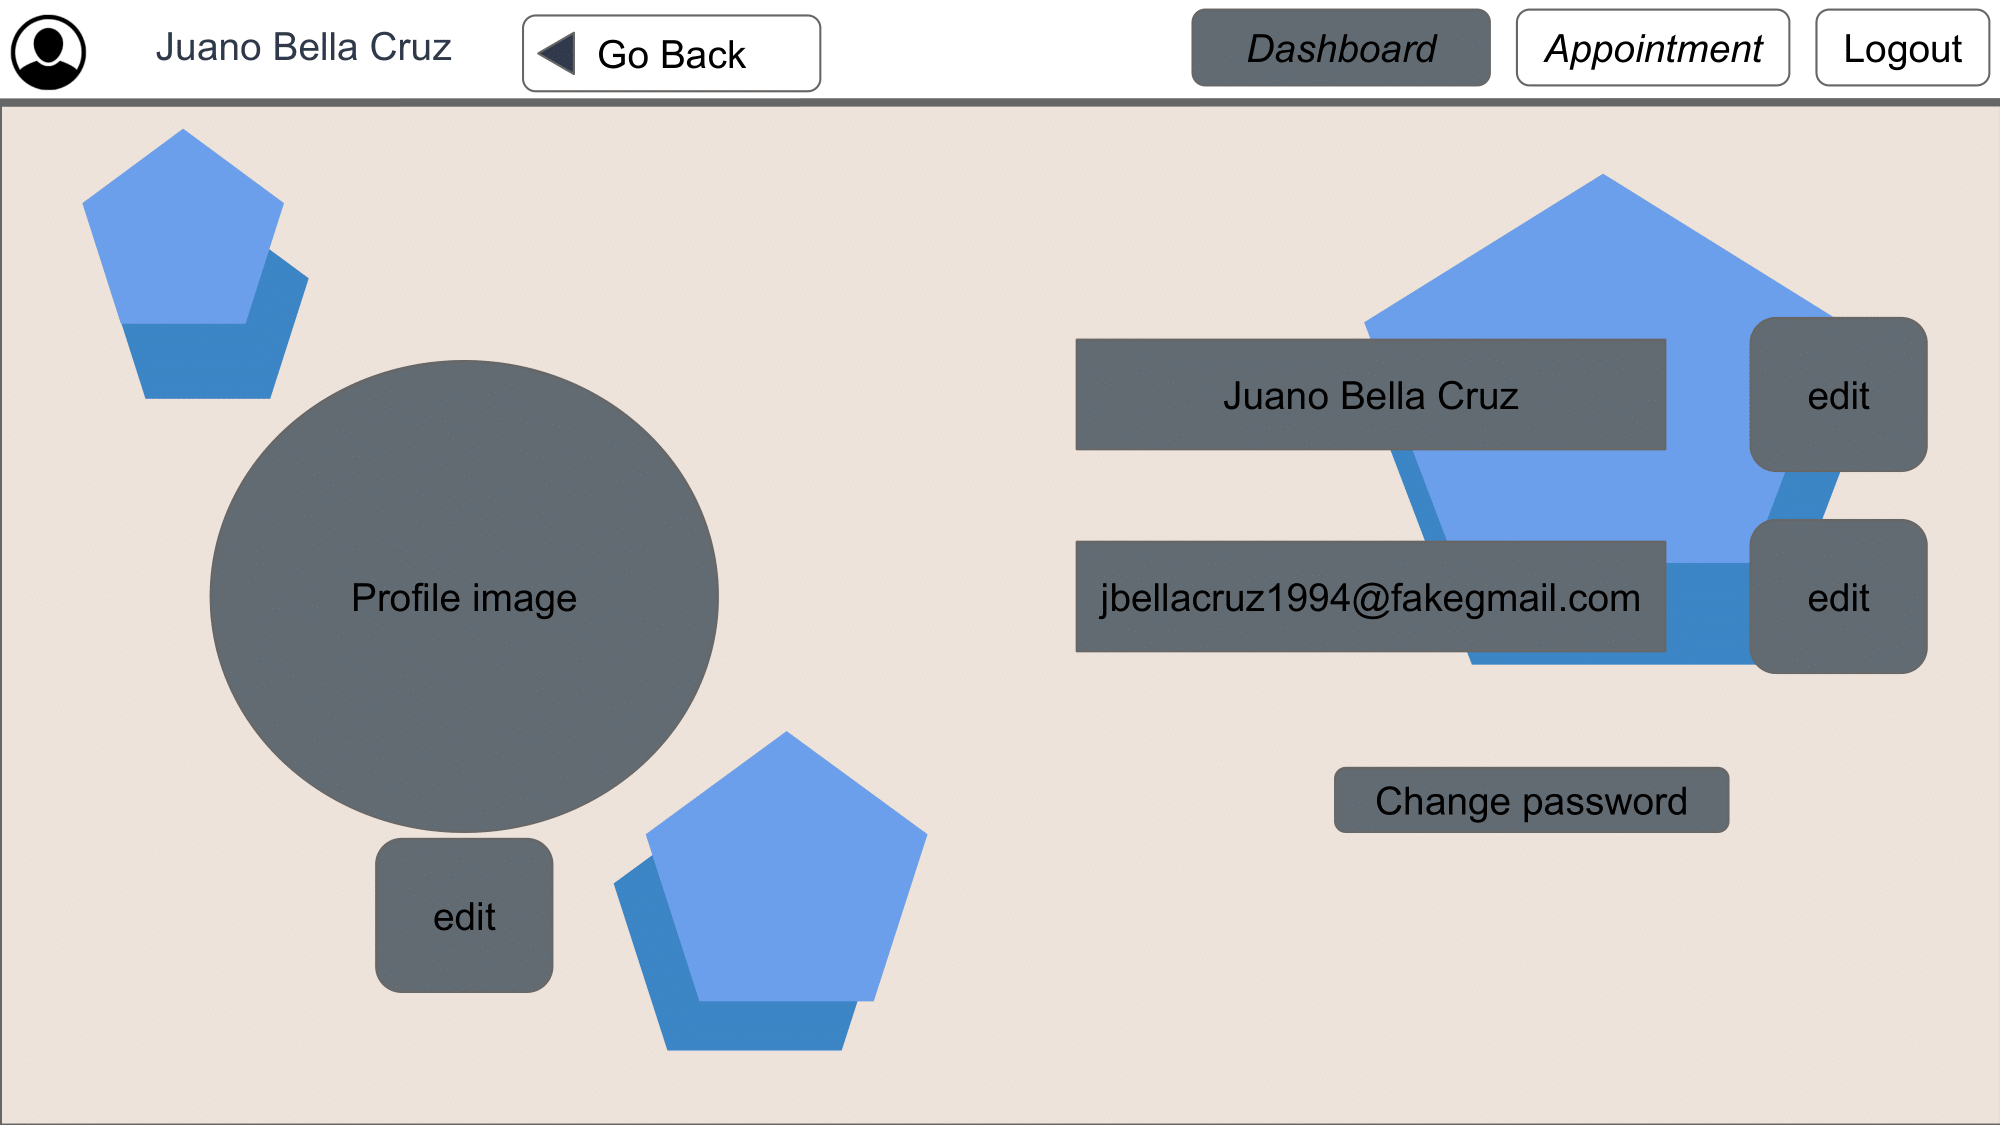 Juano Bella Cruz
Go Back
Dashboard
Appointment
Logout
Juano Bella Cruz
edit
Profile image
jbellacruz1994@fakegmail.com
edit
Change password
edit